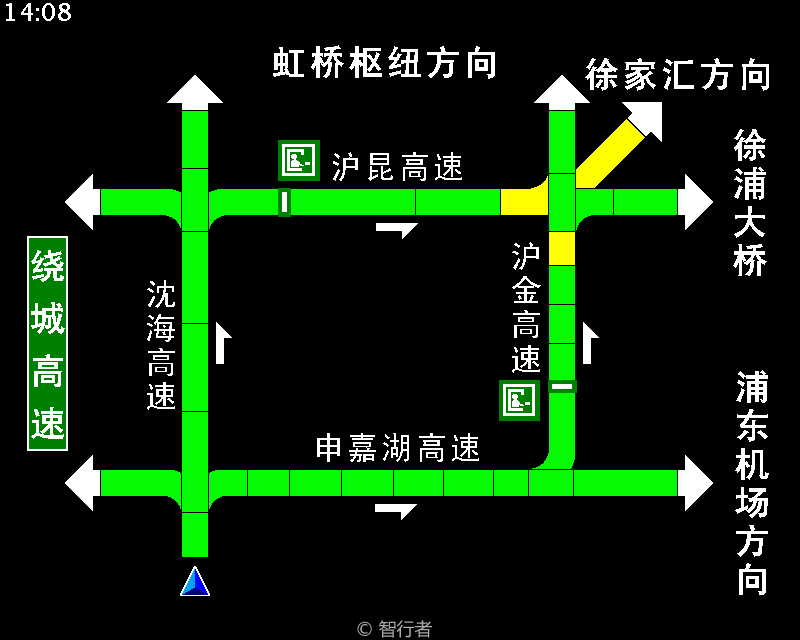 14:08
虹桥枢纽方向
徐家汇方向
沪昆高速
徐浦大桥
绕城高速
沈海高速
沪金高速
申嘉湖高速
浦东机场方向
© 智行者